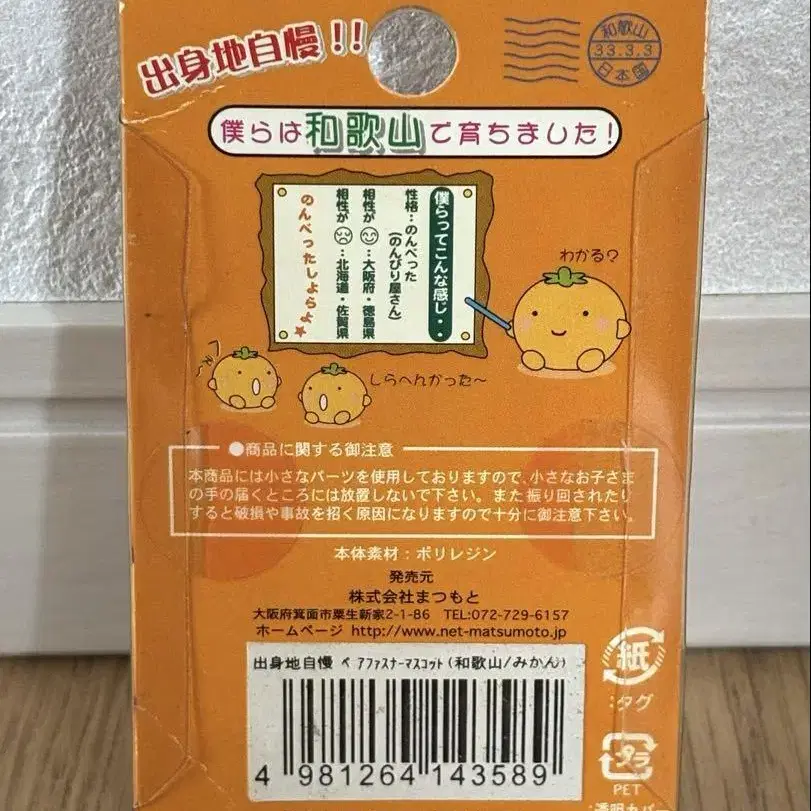 出身地自慢!!
和歌山
33.3.3
日本国
僕らは和歌山で育ちました!
僕らってこんな感じ・・
性格：のんべった
(のんびり屋さん)
相性が😊：大阪府・徳島県
相性が☹：北海道・佐賀県
のんべったしよらよ★
わかる?
しらへんかった〜
●商品に関する御注意
本商品には小さなパーツを使用しておりますので、小さなお子さま
の手の届くところには放置しないで下さい。また振り回されたり
すると破損や事故を招く原因になりますので十分に御注意下さい。
本体素材：ポリレジン
発売元
株式会社まつもと
大阪府箕面市粟生新家2-1-86 TEL:072-729-6157
ホームページ http://www.net-matsumoto.jp
出身地自慢 ペアファスナーマスコット(和歌山/みかん)
4 981264 143589
紙
:タグ
プラ
PET
:透明カバー